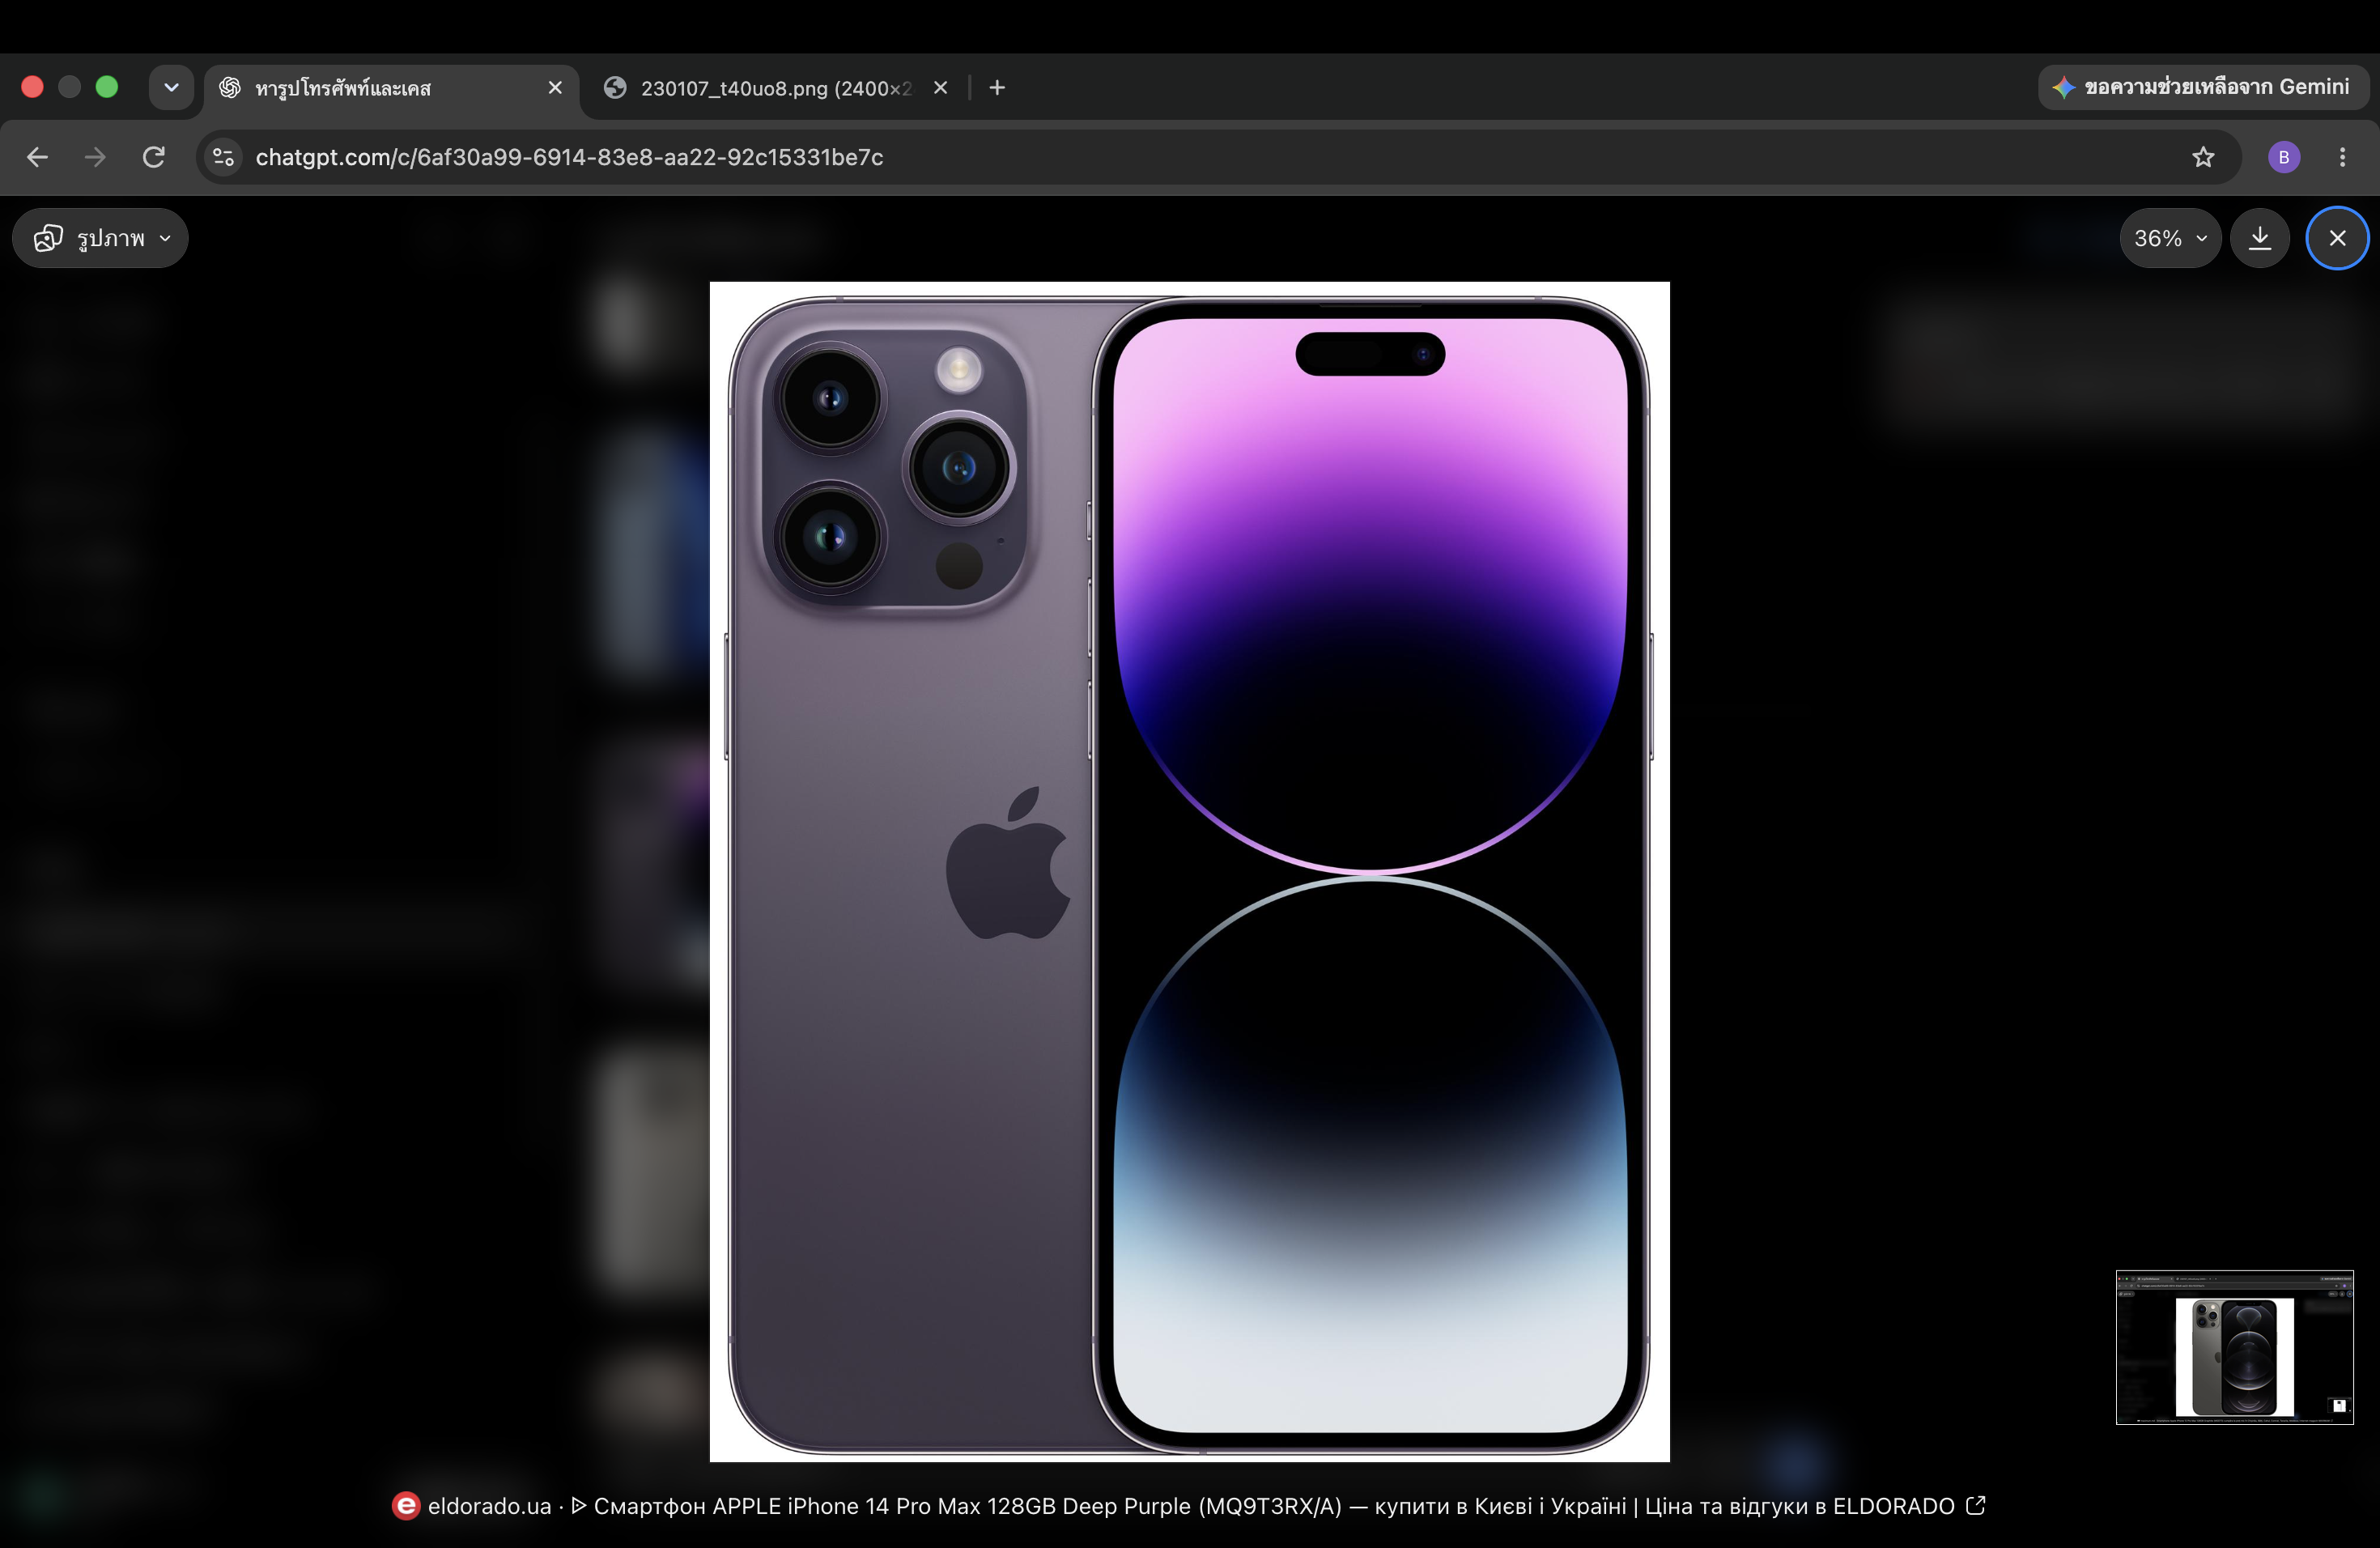 หารูปโทรศัพท์และเคส
230107_t40uo8.png (2400×2
ขอความช่วยเหลือจาก Gemini
chatgpt.com/c/6af30a99-6914-83e8-aa22-92c15331be7c
B
รูปภาพ
36%
eldorado.ua · ᐈ Смартфон APPLE iPhone 14 Pro Max 128GB Deep Purple (MQ9T3RX/A) — купити в Києві і Україні | Ціна та відгуки в ELDORADO